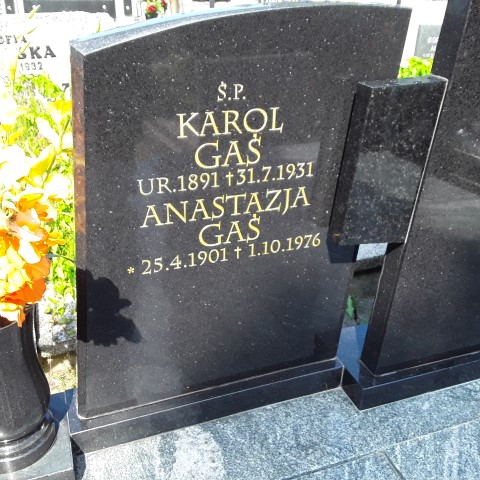 Ś.P.
KAROL
GAŚ
UR.1891 †31.7.1931
ANASTAZJA
GAŚ
* 25.4.1901 † 1.10.1976